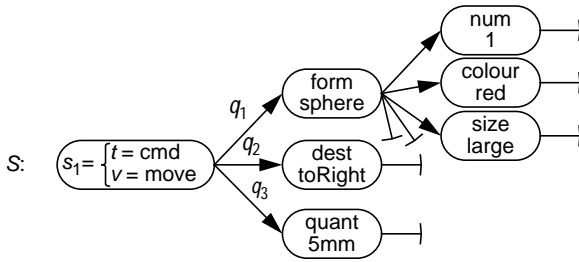 num
1
form
sphere
colour
red
q1
size
large
q2
S:
s1= { t = cmd
v = move
dest
toRight
q3
quant
5mm